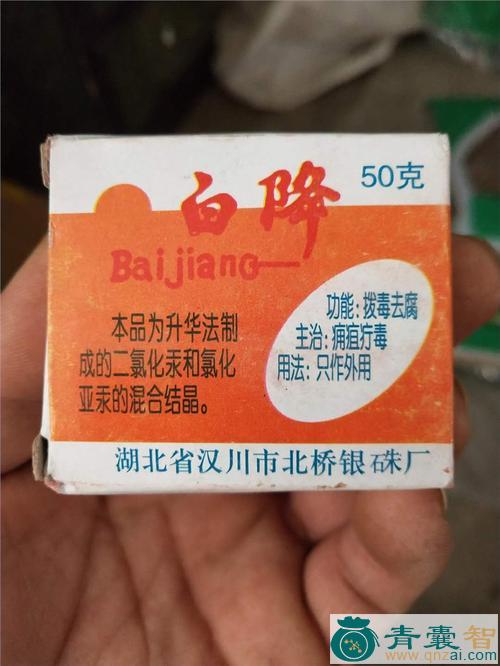 白降
50克
Baijiang
本品为升华法制
成的二氯化汞和氯化
亚汞的混合结晶。
功能：拨毒去腐
主治：痈疽疔毒
用法：只作外用
湖北省汉川市北桥银硃厂
青囊智
www.qnzai.com